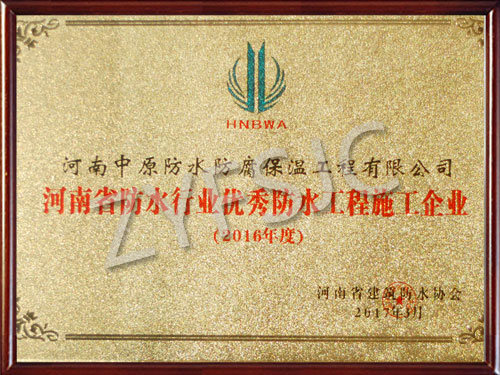 HNBWA
河南中原防水防腐保温工程有限公司
河南省防水行业优秀防水工程施工企业
(2016年度)
ZYFSJC
河南省建筑防水协会
2017年3月